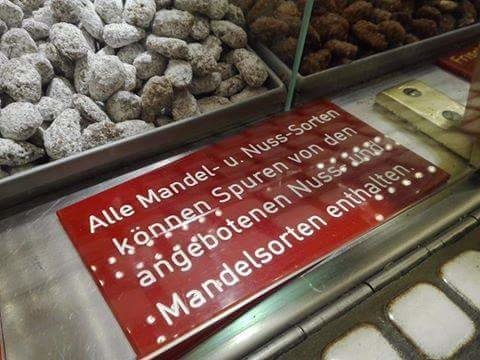 Alle Mandel- u. Nuss-Sorten
können Spuren von den
angebotenen Nuss- und
Mandelsorten enthalten.